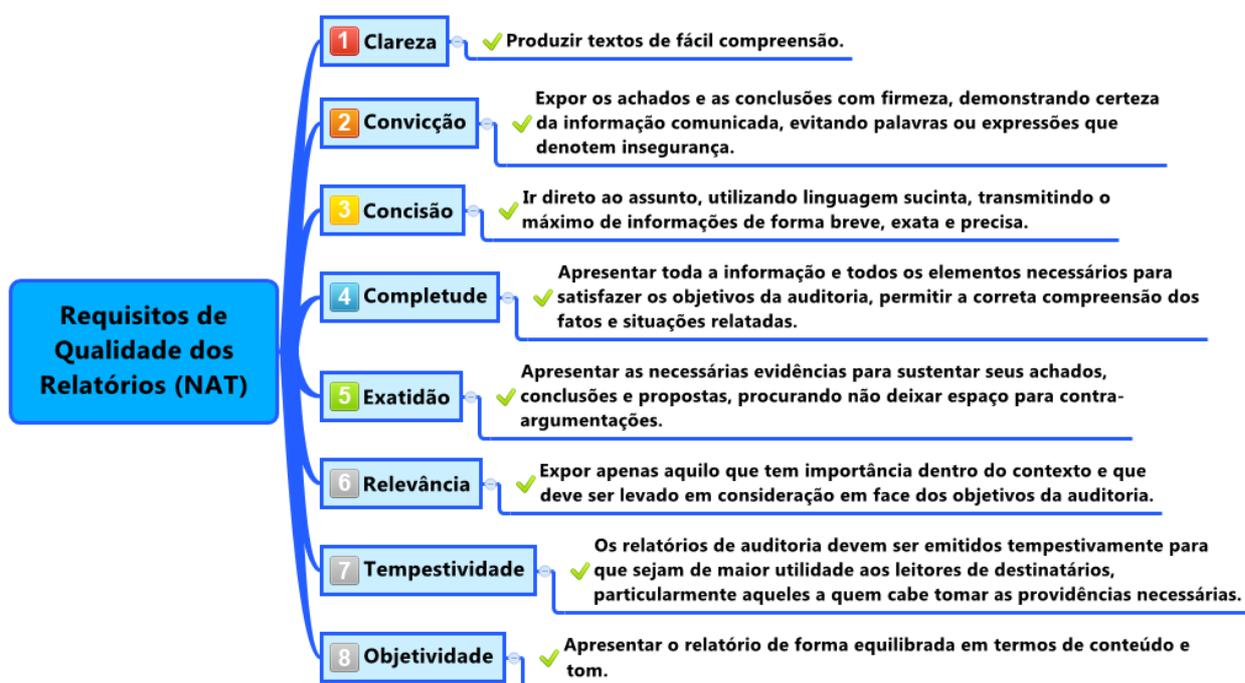 Requisitos de
Qualidade dos
Relatórios (NAT)
1 Clareza
Produzir textos de fácil compreensão.
2 Convicção
Expor os achados e as conclusões com firmeza, demonstrando certeza
da informação comunicada, evitando palavras ou expressões que
denotem insegurança.
3 Concisão
Ir direto ao assunto, utilizando linguagem sucinta, transmitindo o
máximo de informações de forma breve, exata e precisa.
4 Completude
Apresentar toda a informação e todos os elementos necessários para
satisfazer os objetivos da auditoria, permitir a correta compreensão dos
fatos e situações relatadas.
5 Exatidão
Apresentar as necessárias evidências para sustentar seus achados,
conclusões e propostas, procurando não deixar espaço para contra-
argumentações.
6 Relevância
Expor apenas aquilo que tem importância dentro do contexto e que
deve ser levado em consideração em face dos objetivos da auditoria.
7 Tempestividade
Os relatórios de auditoria devem ser emitidos tempestivamente para
que sejam de maior utilidade aos leitores de destinatários,
particularmente aqueles a quem cabe tomar as providências necessárias.
8 Objetividade
Apresentar o relatório de forma equilibrada em termos de conteúdo e
tom.